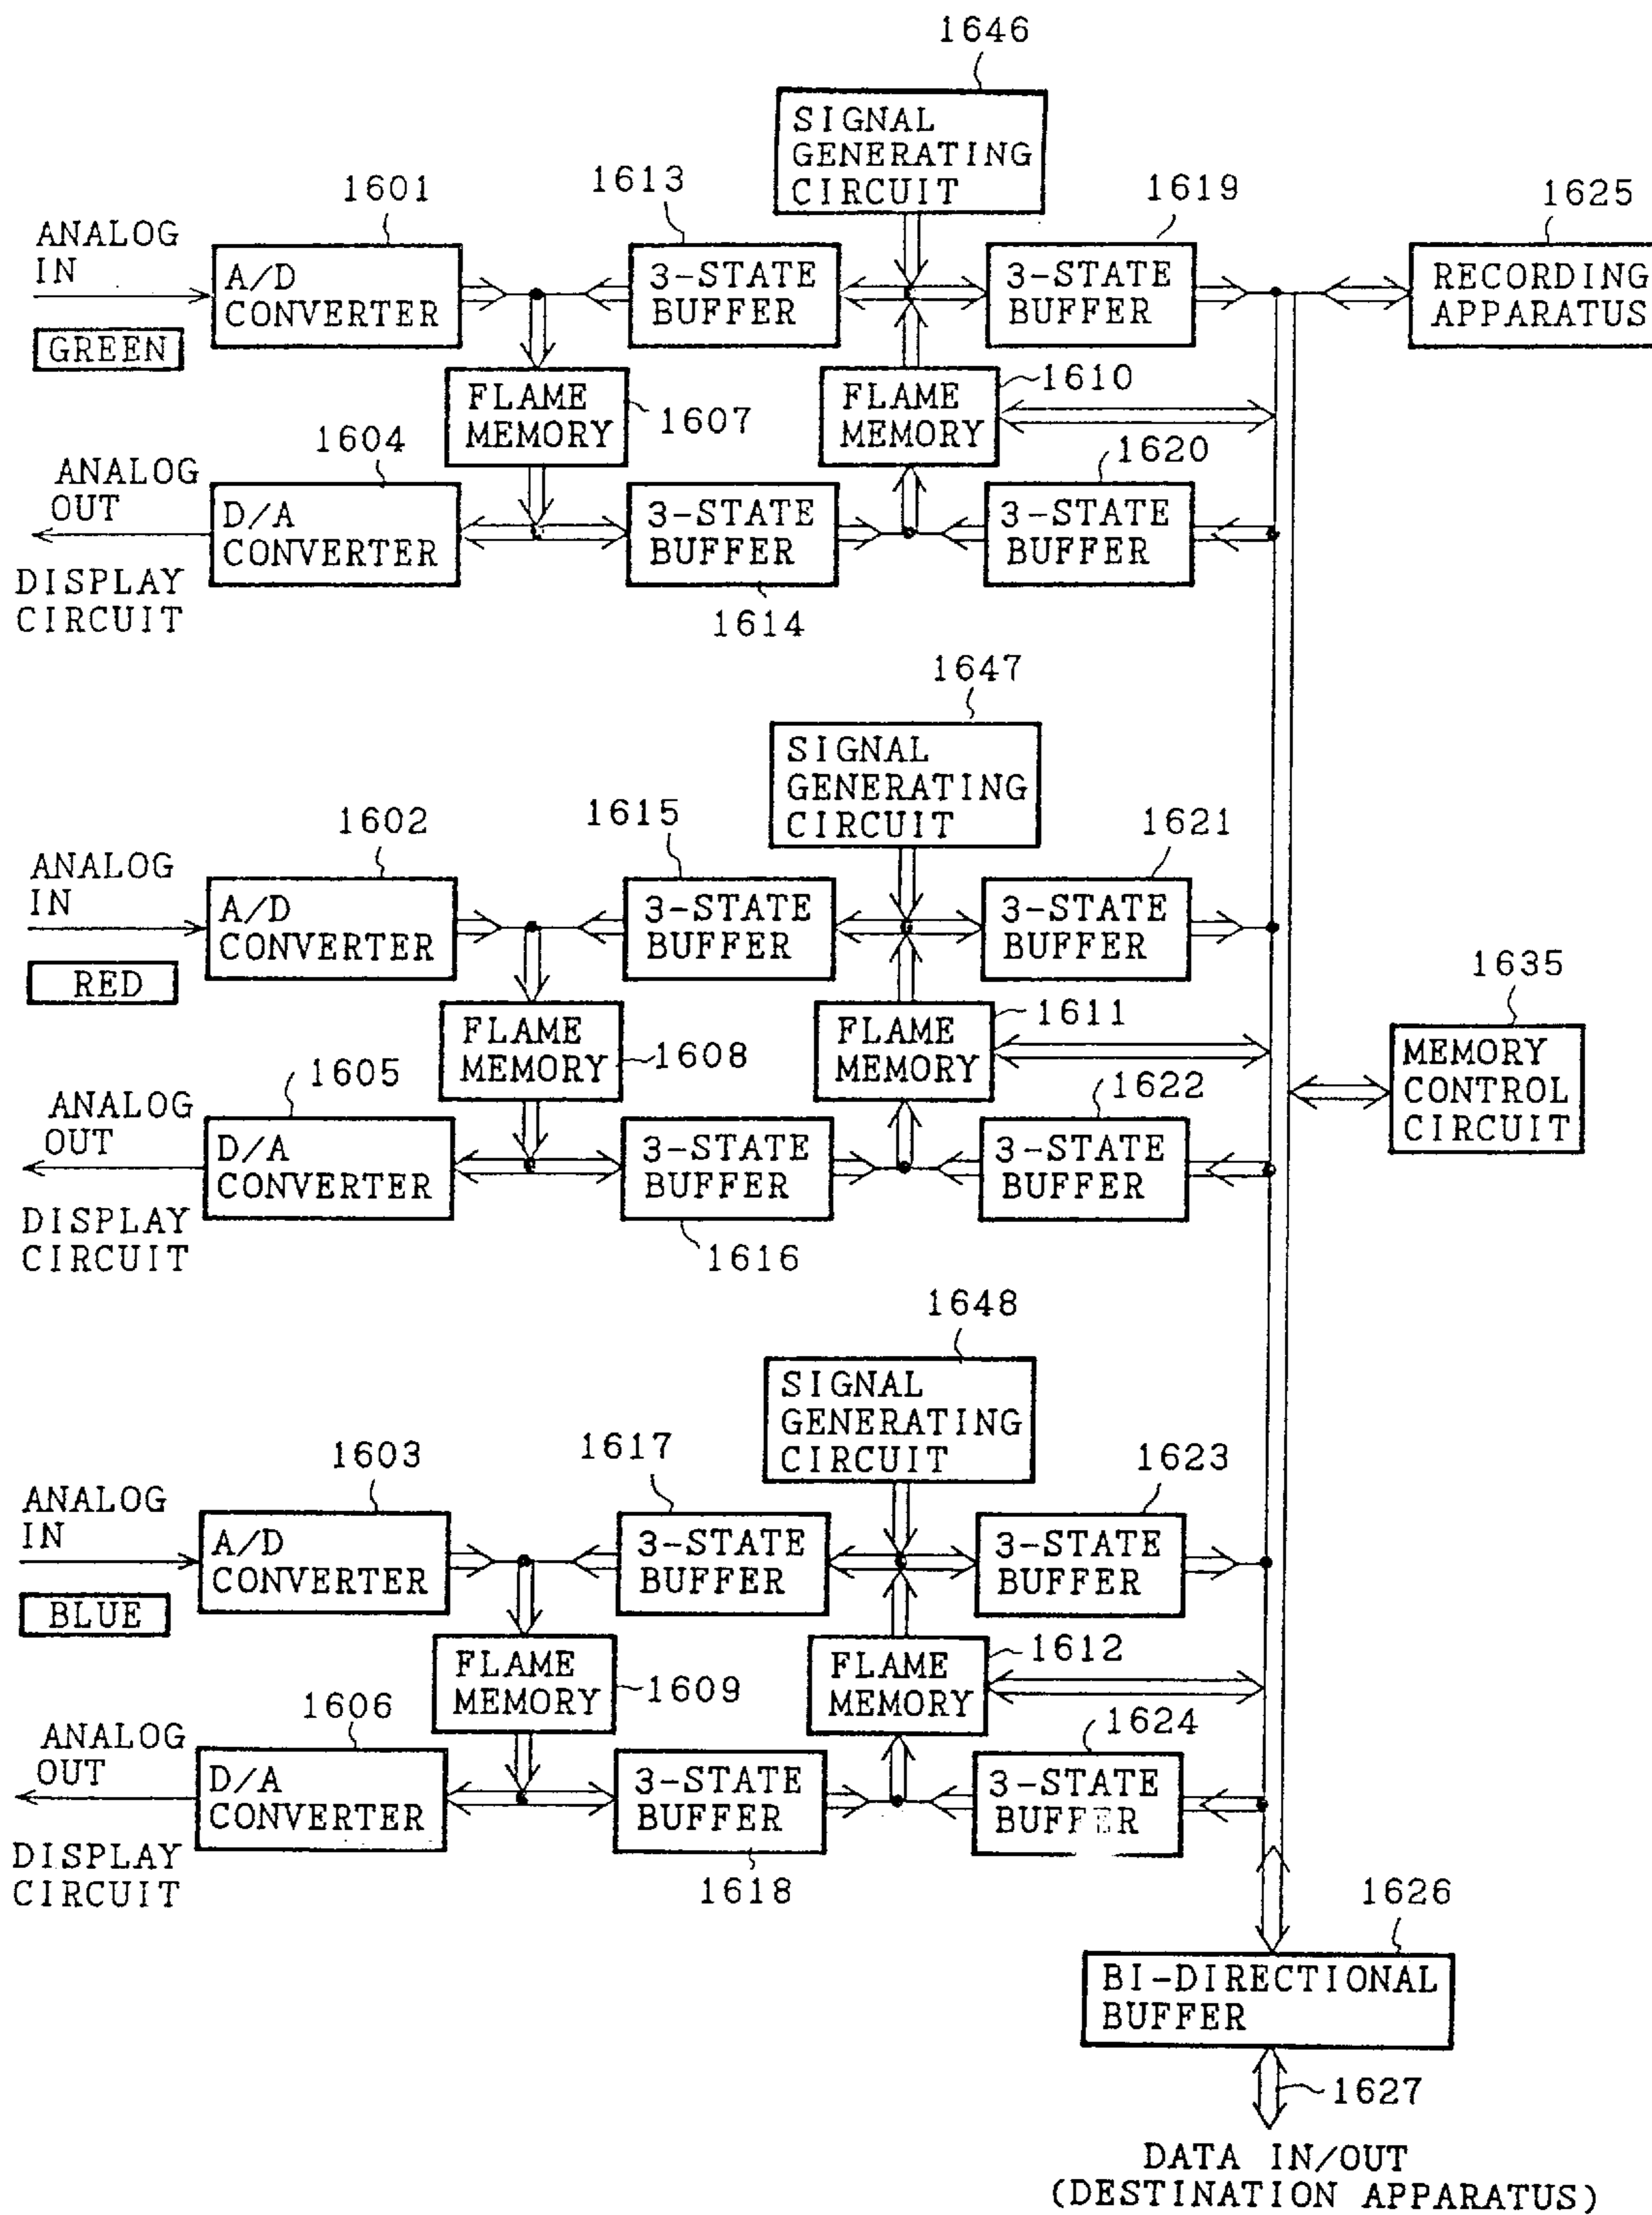 1646
SIGNAL
GENERATING
CIRCUIT
1601
1613
1619
1625
ANALOG
IN
A/D
CONVERTER
3-STATE
BUFFER
3-STATE
BUFFER
RECORDING
APPARATUS
GREEN
FLAME
MEMORY
1607
FLAME
MEMORY
1610
1604
1620
ANALOG
OUT
D/A
CONVERTER
3-STATE
BUFFER
3-STATE
BUFFER
DISPLAY
CIRCUIT
1614
1647
SIGNAL
GENERATING
CIRCUIT
1602
1615
1621
ANALOG
IN
A/D
CONVERTER
3-STATE
BUFFER
3-STATE
BUFFER
RED
1635
MEMORY
CONTROL
CIRCUIT
FLAME
MEMORY
1608
FLAME
MEMORY
1611
1605
1622
ANALOG
OUT
D/A
CONVERTER
3-STATE
BUFFER
3-STATE
BUFFER
DISPLAY
CIRCUIT
1616
1648
SIGNAL
GENERATING
CIRCUIT
1603
1617
1623
ANALOG
IN
A/D
CONVERTER
3-STATE
BUFFER
3-STATE
BUFFER
BLUE
FLAME
MEMORY
1609
FLAME
MEMORY
1612
1606
1624
ANALOG
OUT
D/A
CONVERTER
3-STATE
BUFFER
3-STATE
BUFFER
DISPLAY
CIRCUIT
1618
1626
BI-DIRECTIONAL
BUFFER
1627
DATA IN/OUT
(DESTINATION APPARATUS)